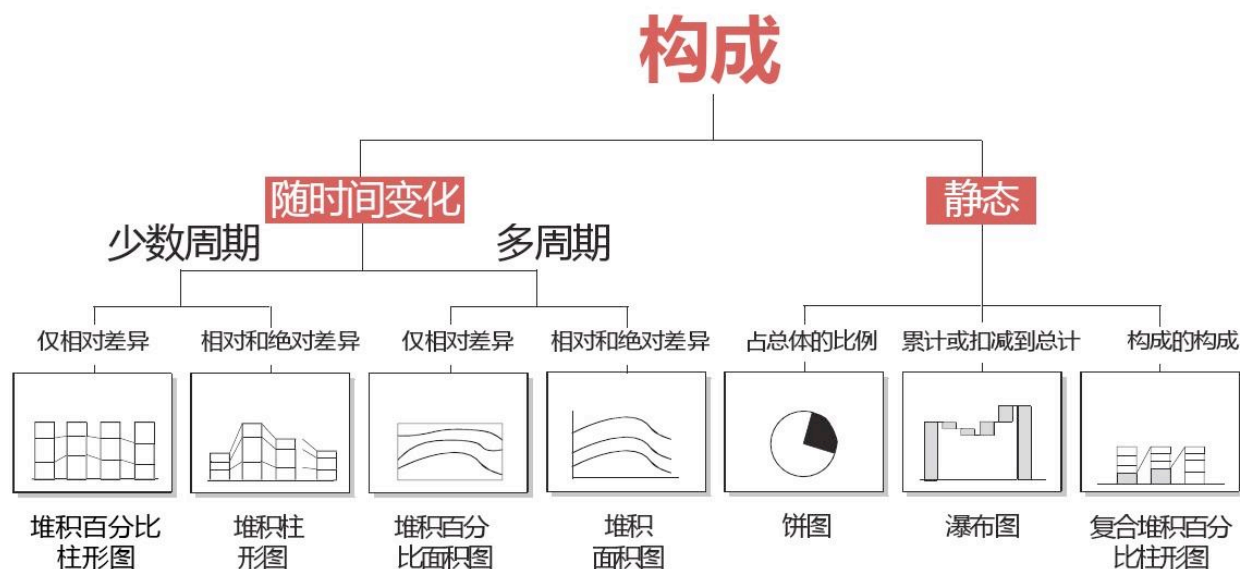 构成
随时间变化
静态
少数周期
多周期
仅相对差异
相对和绝对差异
仅相对差异
相对和绝对差异
占总体的比例
累计或扣减到总计
构成的构成
堆积百分比
柱形图
堆积柱
形图
堆积百分
比面积图
堆积
面积图
饼图
瀑布图
复合堆积百分
比柱形图